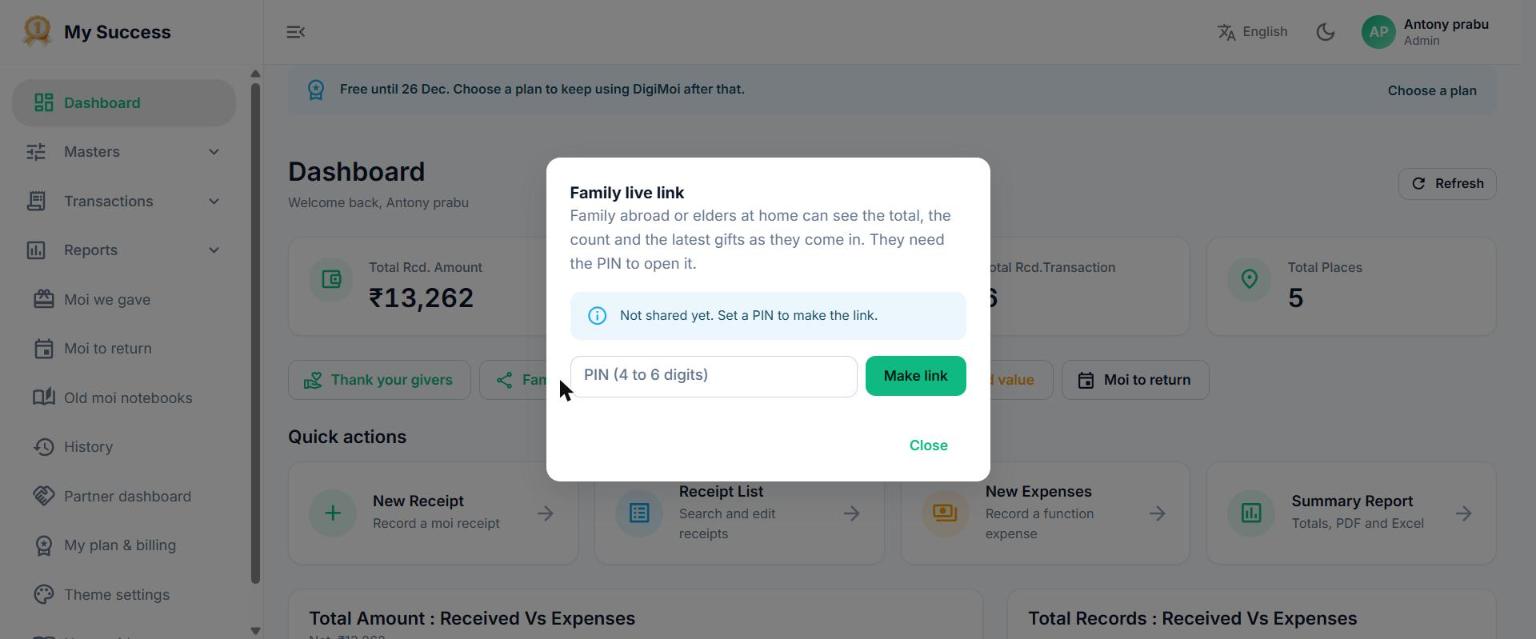 My Success
English
Antony prabu
Admin
Dashboard
Masters
Transactions
Reports
Moi we gave
Moi to return
Old moi notebooks
History
Partner dashboard
My plan & billing
Theme settings
Free until 26 Dec. Choose a plan to keep using DigiMoi after that.
Choose a plan
Dashboard
Welcome back, Antony prabu
Refresh
Total Rcd. Amount
₹13,262
Rcd.Transaction
Total Places
5
Thank your givers
value
Moi to return
Family live link
Family abroad or elders at home can see the total, the
count and the latest gifts as they come in. They need
the PIN to open it.
Not shared yet. Set a PIN to make the link.
PIN (4 to 6 digits)
Make link
Close
Quick actions
New Receipt
Record a moi receipt
Receipt List
Search and edit
receipts
New Expenses
Record a function
expense
Summary Report
Totals, PDF and Excel
Total Amount : Received Vs Expenses
Total Records : Received Vs Expenses